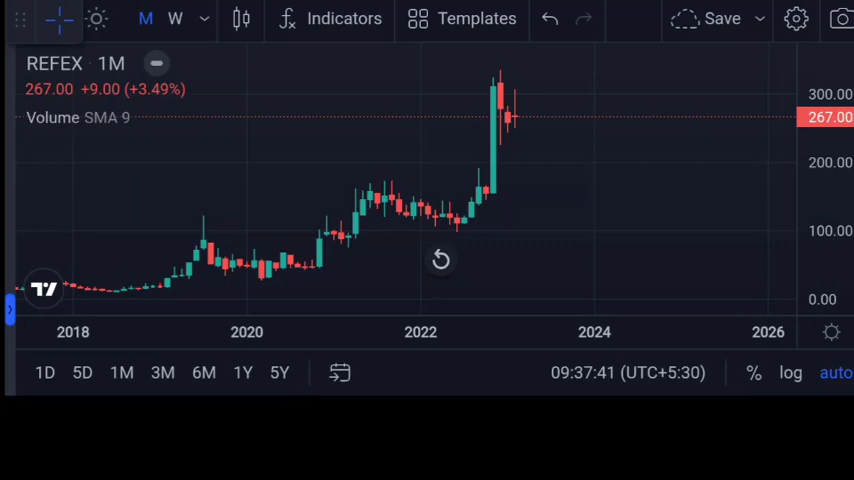 M W Indicators Templates Save
REFEX · 1M
267.00 +9.00 (+3.49%)
Volume SMA 9
300.00
267.00
200.00
100.00
0.00
2018 2020 2022 2024 2026
1D 5D 1M 3M 6M 1Y 5Y 09:37:41 (UTC+5:30) % log auto